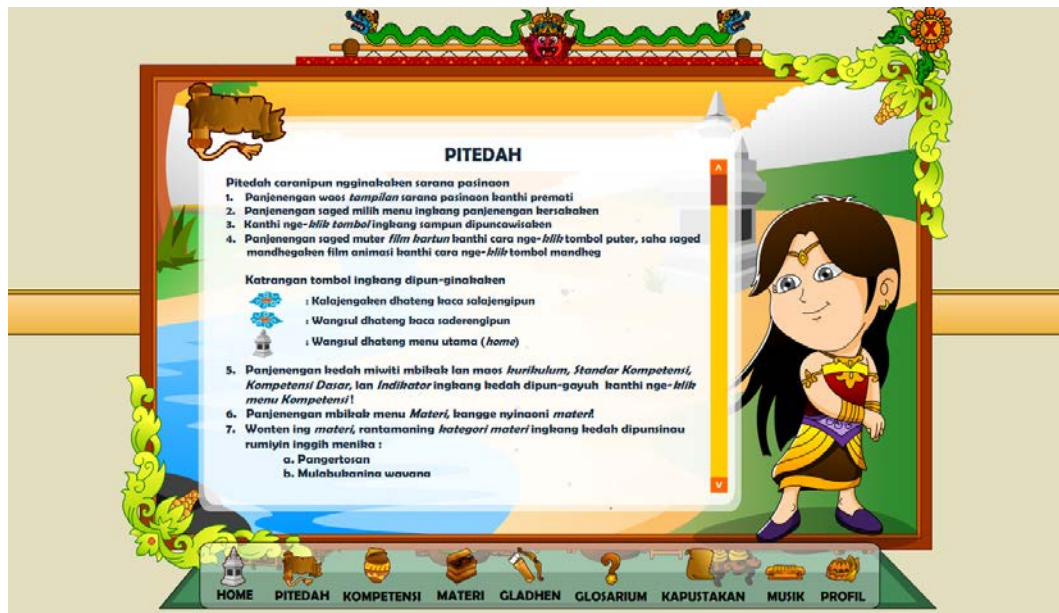 X
PITEDAH
Pitedah caranipun ngginakaken sarana pasinaon
1. Panjenengan waos tampilan sarana pasinaon kanthi premati
2. Panjenengan saged milih menu ingkang panjenengan kersakaken
3. Kanthi nge-klik tombol ingkang sampun dipuncawisaken
4. Panjenengan saged muter film kartun kanthi cara nge-klik tombol puter, saha saged
mandhegaken film animasi kanthi cara nge-klik tombol mandheg
Katrangan tombol ingkang dipun-ginakaken
: Kalajengaken dhateng kaca salajengipun
: Wangsul dhateng kaca saderengipun
: Wangsul dhateng menu utama (home)
5. Panjenengan kedah miwiti mbikak lan maos kurikulum, Standar Kompetensi,
Kompetensi Dasar, lan Indikator ingkang kedah dipun-gayuh kanthi nge-klik
menu Kompetensi!
6. Panjenengan mbikak menu Materi, kangge nyinaoni materi!
7. Wonten ing materi, rantamaning kategori materi ingkang kedah dipunsinau
rumiyin inggih menika :
a. Pangertosan
b. Mulabukaning wayang
HOME PITEDAH KOMPETENSI MATERI GLADHEN GLOSARIUM KAPUSTAKAN MUSIK PROFIL